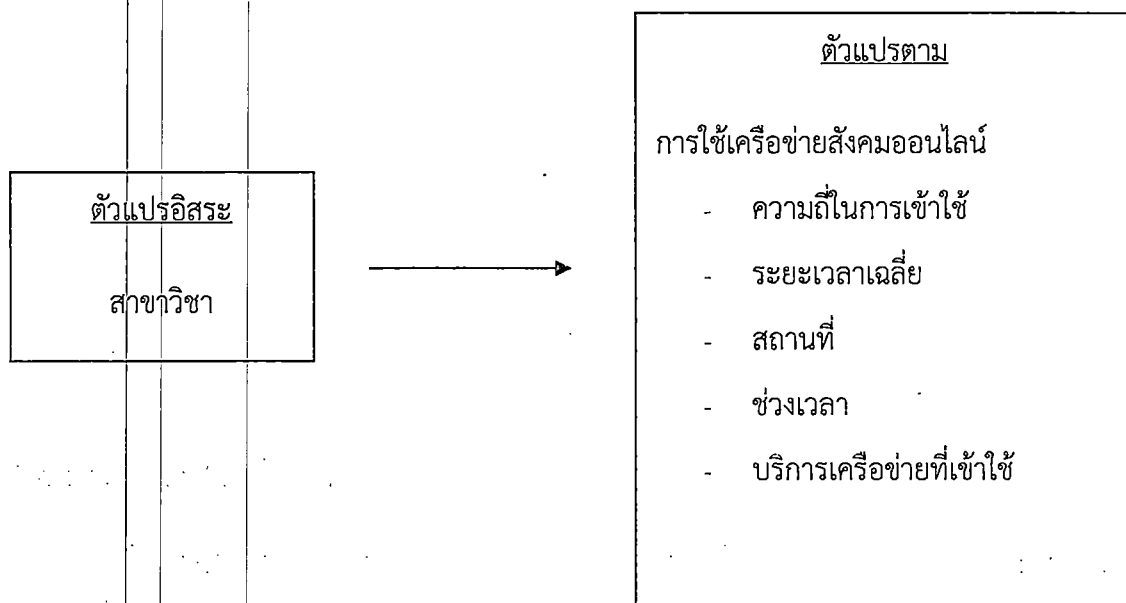 ตัวแปรอิสระ
สาขาวิชา
ตัวแปรตาม
การใช้เครือข่ายสังคมออนไลน์
- ความถี่ในการเข้าใช้
- ระยะเวลาเฉลี่ย
- สถานที่
- ช่วงเวลา
- บริการเครือข่ายที่เข้าใช้